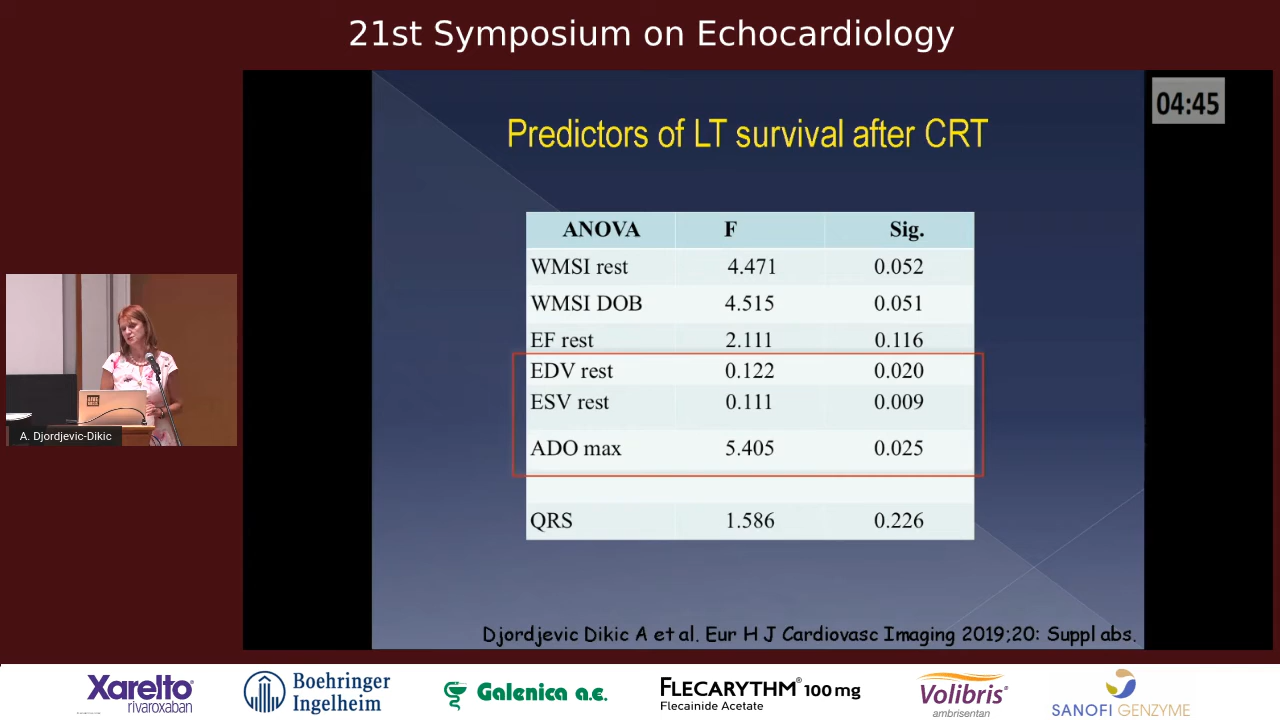 21st Symposium on Echocardiology
04:45
Predictors of LT survival after CRT
ANOVA F Sig.
WMSI rest 4.471 0.052
WMSI DOB 4.515 0.051
EF rest 2.111 0.116
EDV rest 0.122 0.020
ESV rest 0.111 0.009
ADO max 5.405 0.025
QRS 1.586 0.226
Djordjevic Dikic A et al. Eur H J Cardiovasc Imaging 2019;20: Suppl abs.
A. Djordjevic-Dikic
Xarelto®
rivaroxaban
Boehringer
Ingelheim
Galenica a.e.
FLECARYTHM® 100 mg
Flecainide Acetate
Volibris®
ambrisentan
SANOFI GENZYME